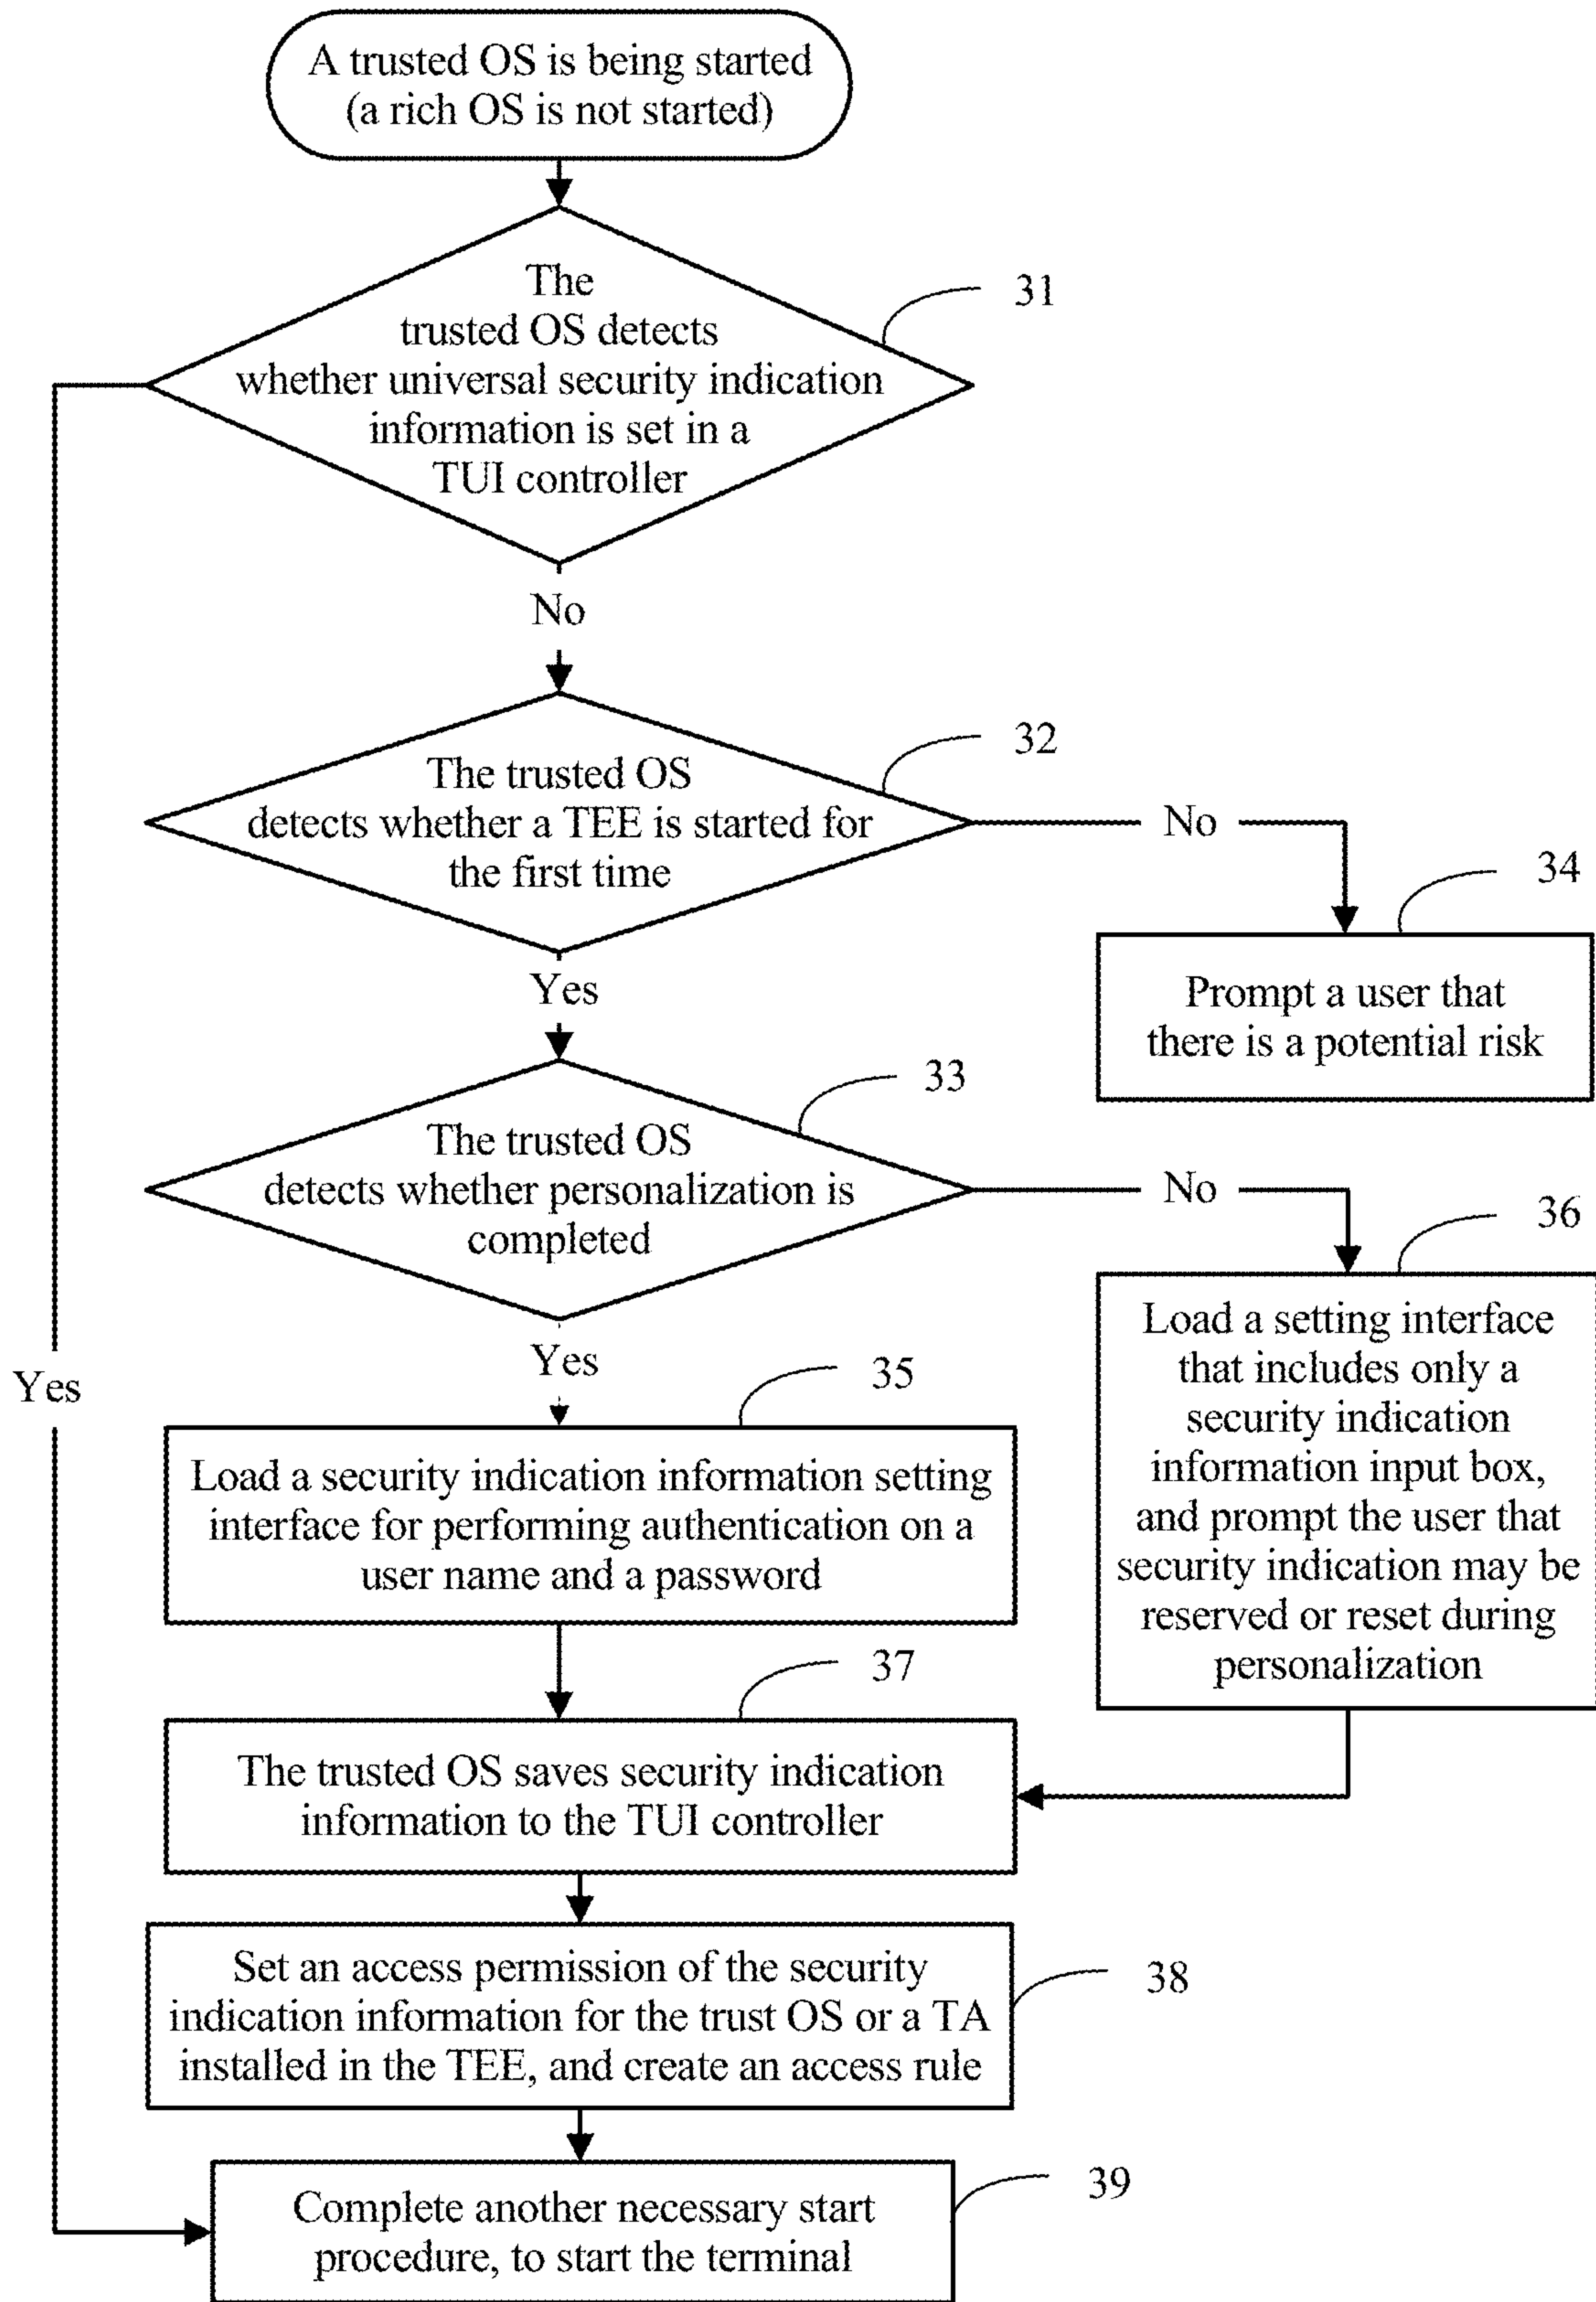 A trusted OS is being started
(a rich OS is not started)
The
trusted OS detects
whether universal security indication
information is set in a
TUI controller
31
No
The trusted OS
detects whether a TEE is started for
the first time
32
No
34
Prompt a user that
there is a potential risk
Yes
The trusted OS
detects whether personalization is
completed
33
No
36
Load a setting interface
that includes only a
security indication
information input box,
and prompt the user that
security indication may be
reserved or reset during
personalization
Yes
Yes
35
Load a security indication information setting
interface for performing authentication on a
user name and a password
37
The trusted OS saves security indication
information to the TUI controller
Set an access permission of the security
indication information for the trust OS or a TA
installed in the TEE, and create an access rule
38
Complete another necessary start
procedure, to start the terminal
39